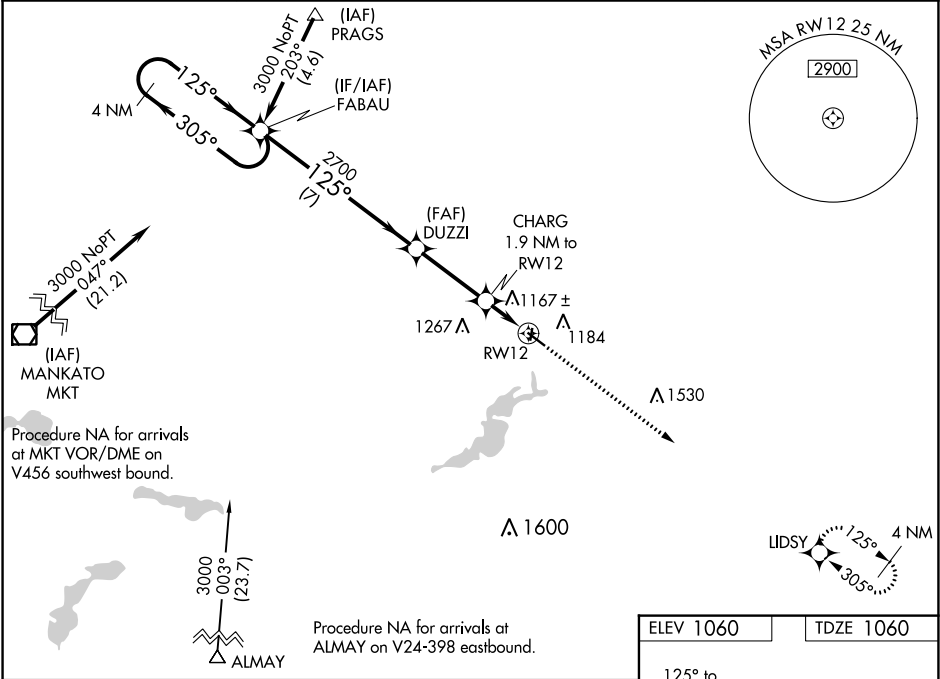 (IAF)
PRAGS
3000 NoPT
203°
(4.6)
(IF/IAF)
FABAU
125°
4 NM
305°
2700
125°
(7)
(FAF)
DUZZI
CHARG
1.9 NM to
RW12
1167 ±
1267
1184
RW12
1530
1600
MSA RW12 25 NM
2900
3000 NoPT
047°
(21.2)
(IAF)
MANKATO
MKT
Procedure NA for arrivals
at MKT VOR/DME on
V456 southwest bound.
3000
003°
(23.7)
ALMAY
Procedure NA for arrivals at
ALMAY on V24-398 eastbound.
LIDSY
125°
4 NM
305°
ELEV 1060
TDZE 1060
125° to